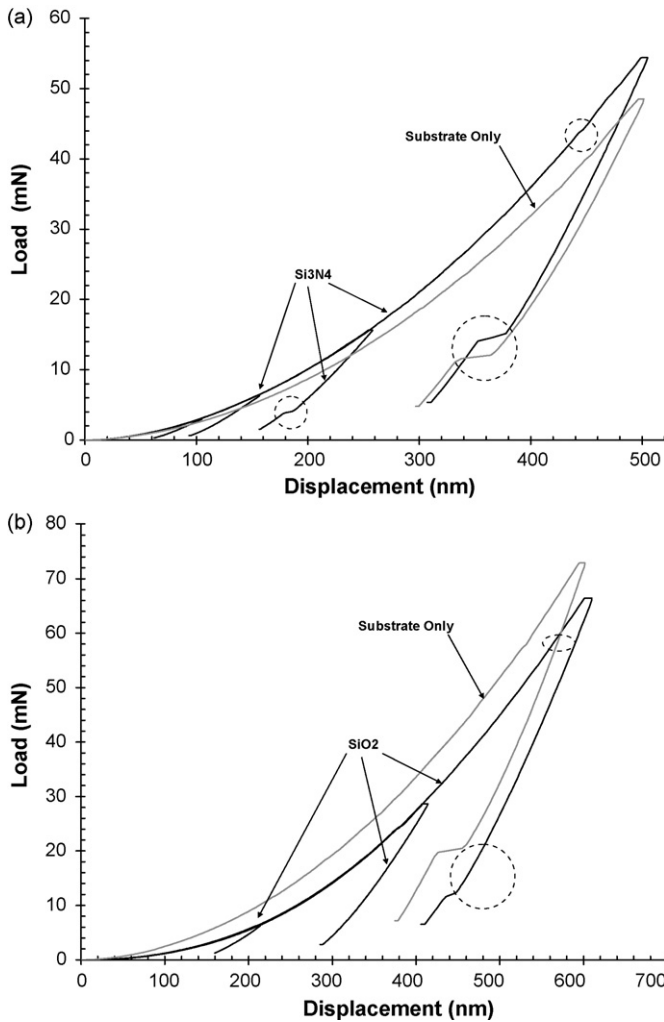 (a)
60
50
40
30
20
10
0
Load (mN)
Substrate Only
Si3N4
0 100 200 300 400 500
Displacement (nm)
(b)
80
70
60
50
40
30
20
10
0
Load (mN)
Substrate Only
SiO2
0 100 200 300 400 500 600 700
Displacement (nm)